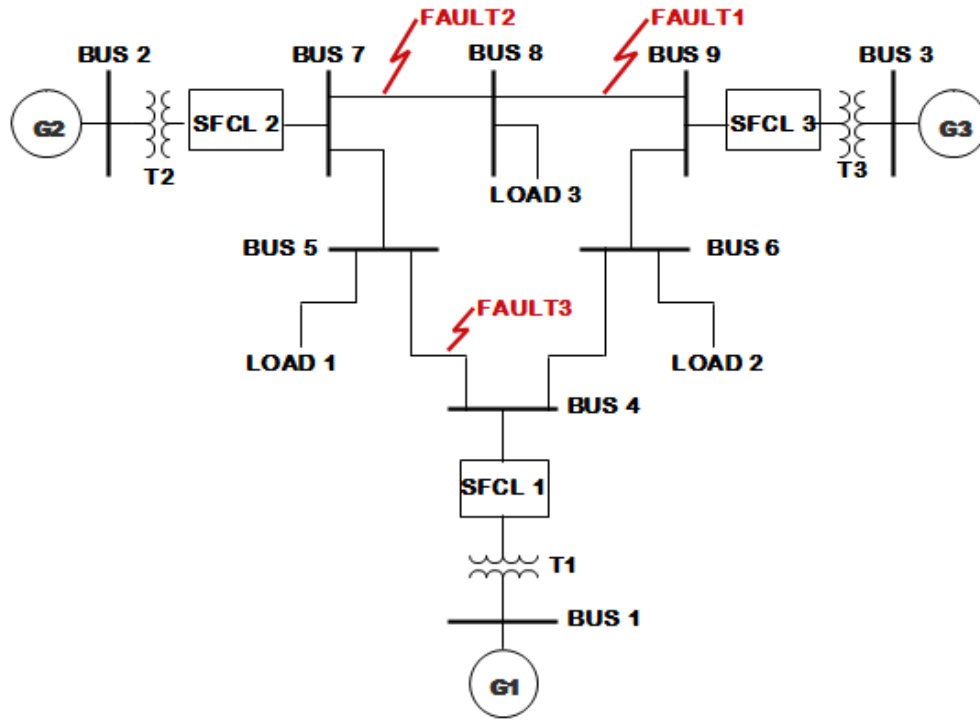 FAULT2
FAULT1
BUS 2
BUS 7
BUS 8
BUS 9
BUS 3
G2
SFCL 2
SFCL 3
G3
T2
T3
LOAD 3
BUS 5
BUS 6
FAULT3
LOAD 1
LOAD 2
BUS 4
SFCL 1
T1
BUS 1
G1